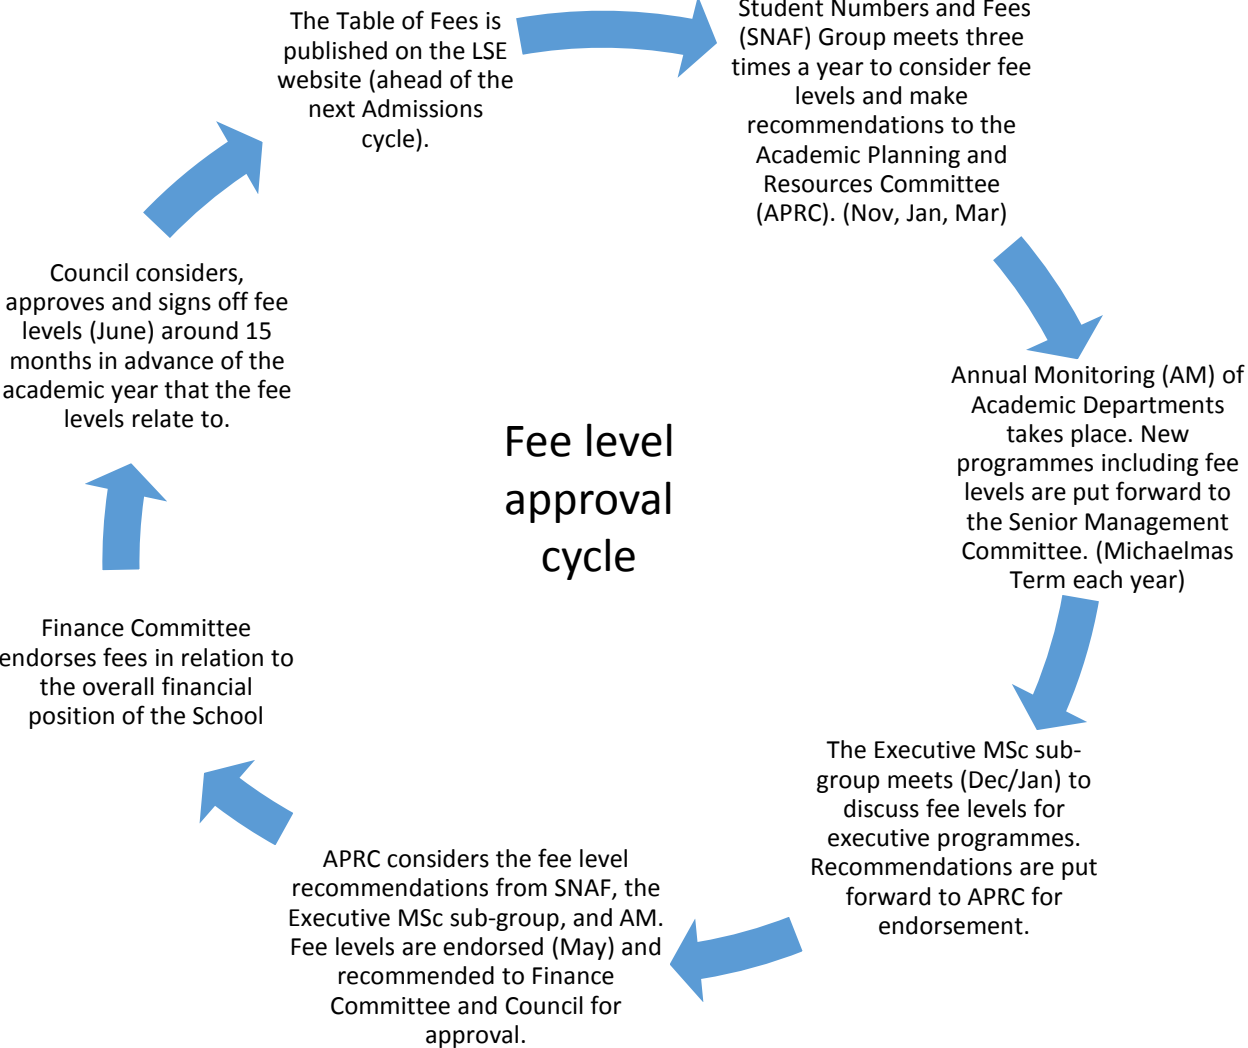 The Table of Fees is
published on the LSE
website (ahead of the
next Admissions
cycle).
Student Numbers and Fees
(SNAF) Group meets three
times a year to consider fee
levels and make
recommendations to the
Academic Planning and
Resources Committee
(APRC). (Nov, Jan, Mar)
Annual Monitoring (AM) of
Academic Departments
takes place. New
programmes including fee
levels are put forward to
the Senior Management
Committee. (Michaelmas
Term each year)
The Executive MSc sub-
group meets (Dec/Jan) to
discuss fee levels for
executive programmes.
Recommendations are put
forward to APRC for
endorsement.
APRC considers the fee level
recommendations from SNAF, the
Executive MSc sub-group, and AM.
Fee levels are endorsed (May) and
recommended to Finance
Committee and Council for
approval.
Finance Committee
endorses fees in relation to
the overall financial
position of the School
Council considers,
approves and signs off fee
levels (June) around 15
months in advance of the
academic year that the fee
levels relate to.
Fee level
approval
cycle